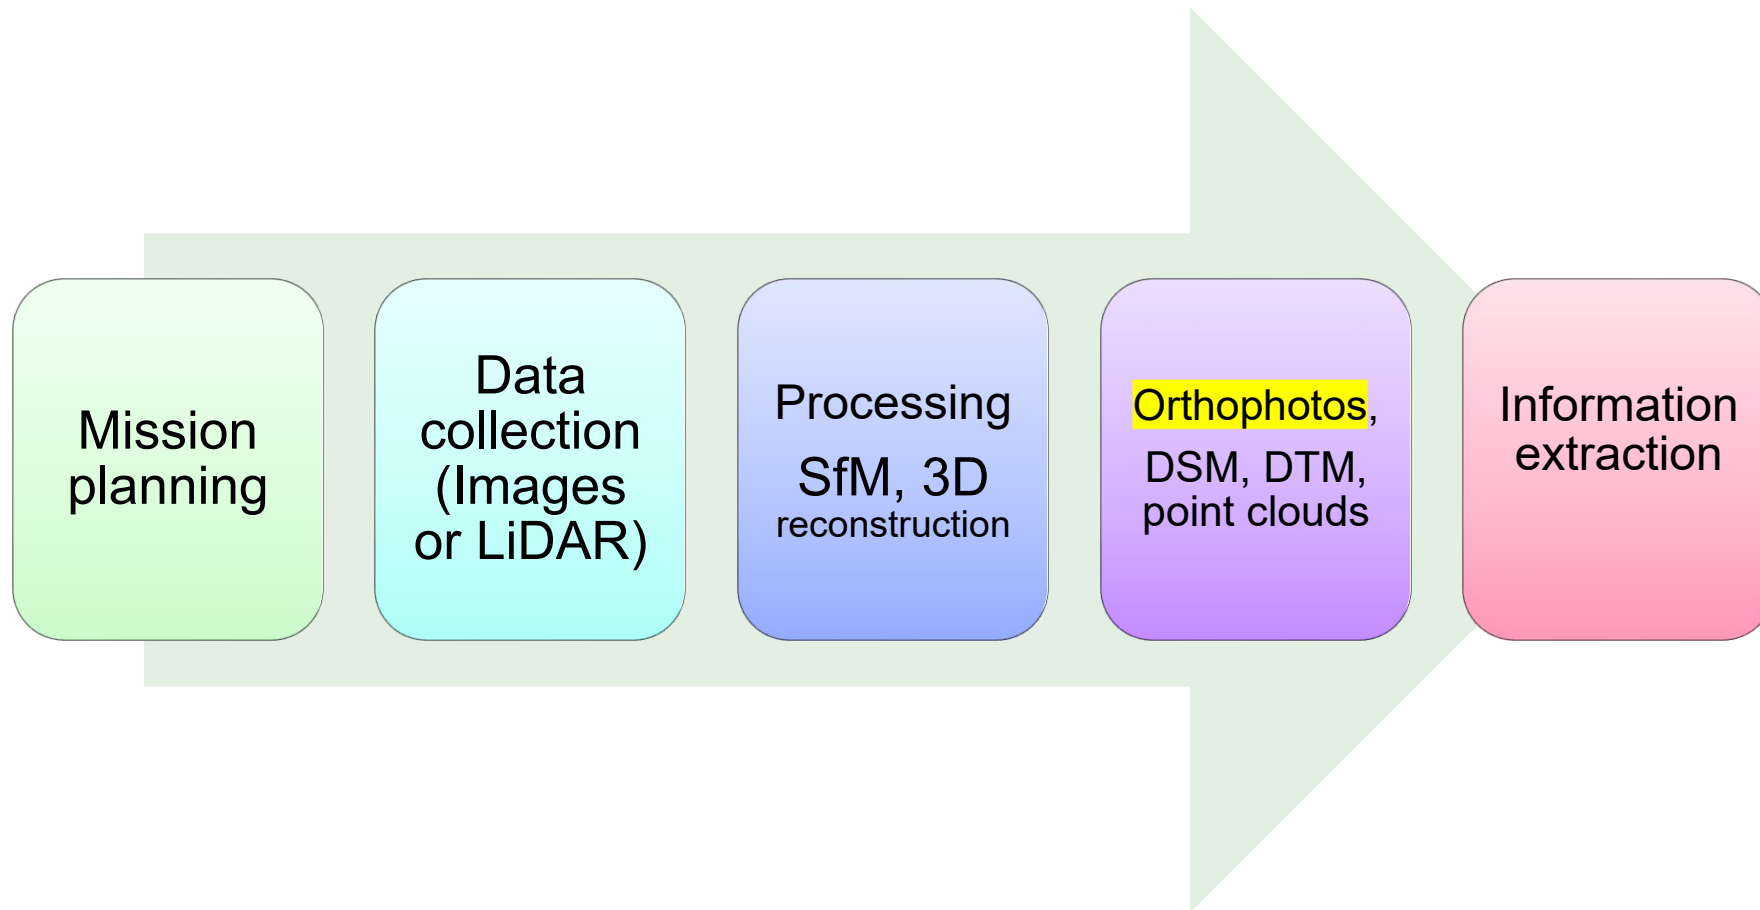 Mission
planning
Data
collection
(Images
or LiDAR)
Processing
SfM, 3D
reconstruction
Orthophotos,
DSM, DTM,
point clouds
Information
extraction